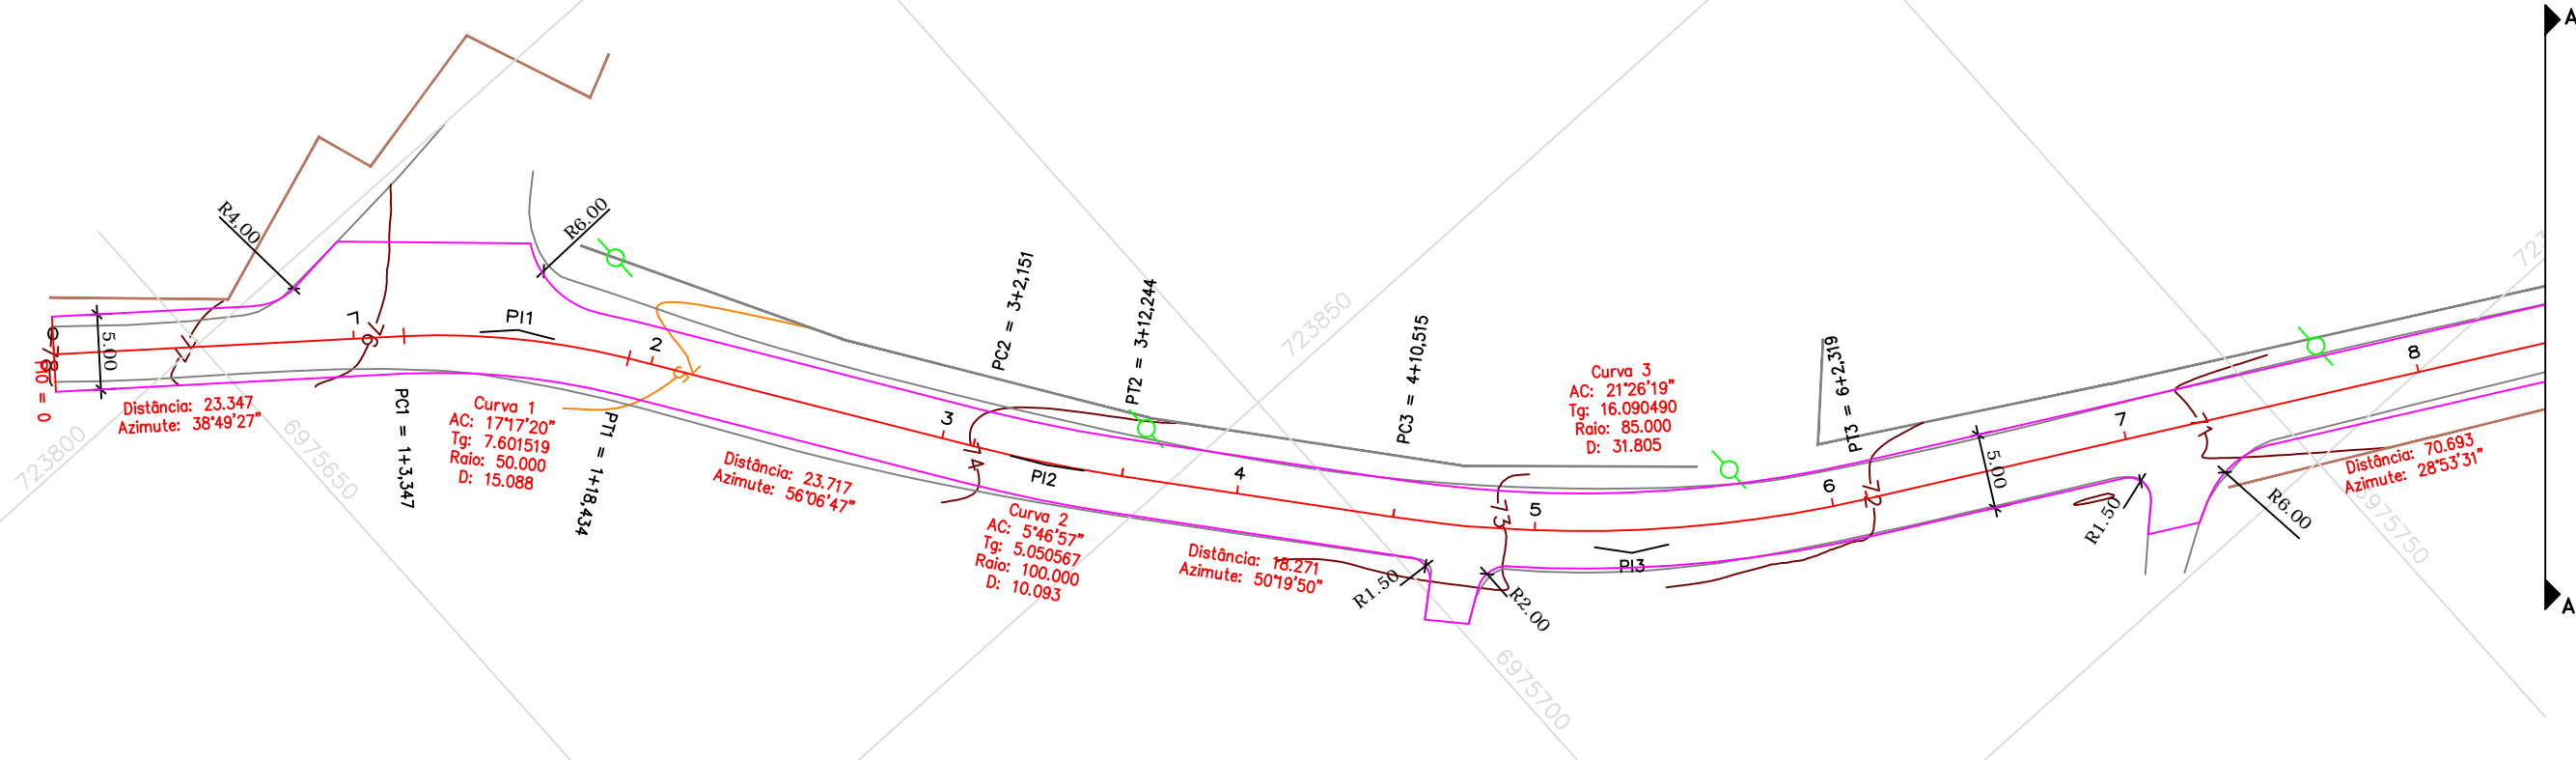 A
R4.00
R6.00
5.00
0
PI0 = 0
78
Distância: 23.347
Azimute: 38°49'27"
PC1 = 1+3,347
PI1
2
Curva 1
AC: 17°17'20"
Tg: 7.601519
Raio: 50.000
D: 15.088
PT1 = 1+18,434
Distância: 23.717
Azimute: 56°06'47"
3
74
PI2
PC2 = 3+2,151
PT2 = 3+12,244
Curva 2
AC: 5°46'57"
Tg: 5.050567
Raio: 100.000
D: 10.093
4
Distância: 18.271
Azimute: 50°19'50"
PC3 = 4+10,515
R1.50
R2.00
73
5
Curva 3
AC: 21°26'19"
Tg: 16.090490
Raio: 85.000
D: 31.805
PI3
PT3 = 6+2,319
6
72
5.00
7
R1.50
R6.00
8
Distância: 70.693
Azimute: 28°53'31"
723800
6975650
723850
6975700
6975750
723
A